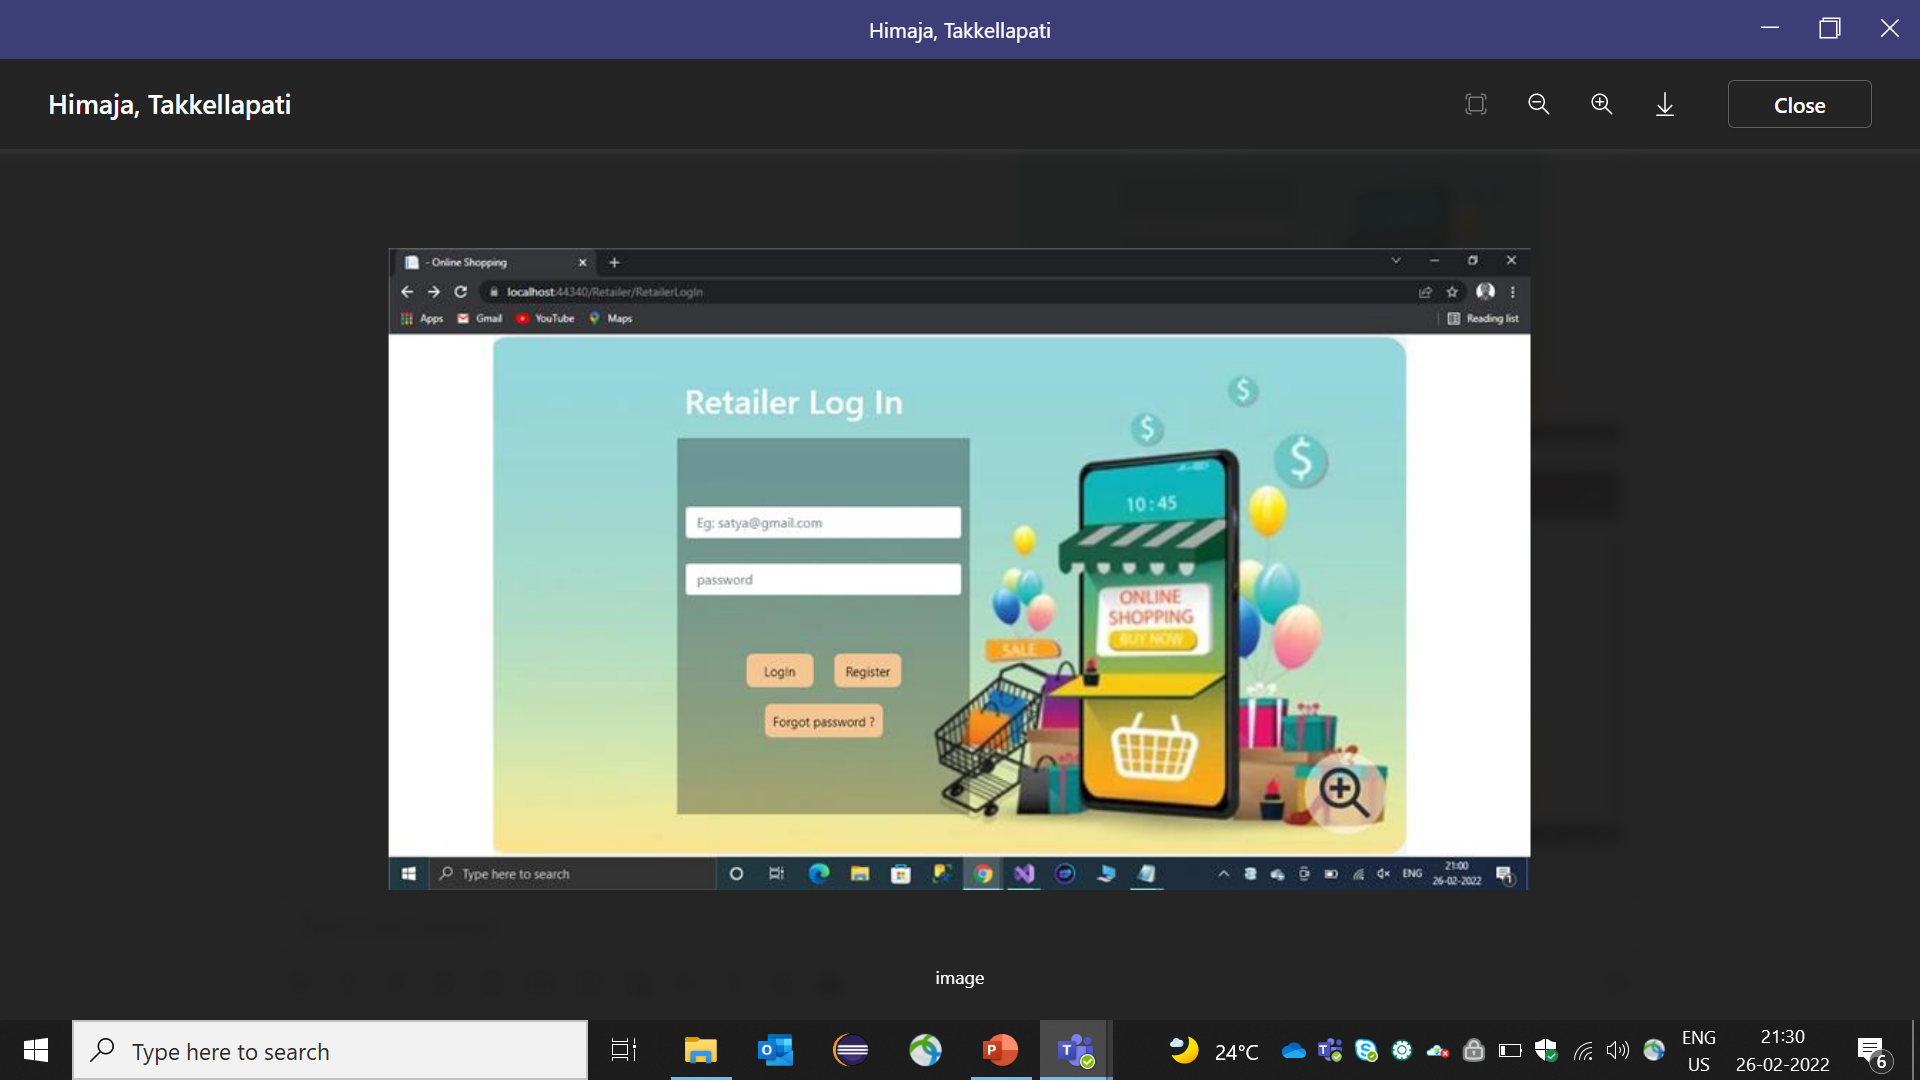 Himaja, Takkellapati
Himaja, Takkellapati
Close
- Online Shopping
localhost:44340/Retailer/RetailerLogIn
Apps Gmail YouTube Maps Reading list
Retailer Log In
Eg: satya@gmail.com
password
LogIn Register
Forgot password ?
$
$
$
10:45
ONLINE
SHOPPING
BUY NOW
SALE
Type here to search
ENG
21:00
26-02-2022
1
image
Type here to search
24°C
ENG
US
21:30
26-02-2022
6